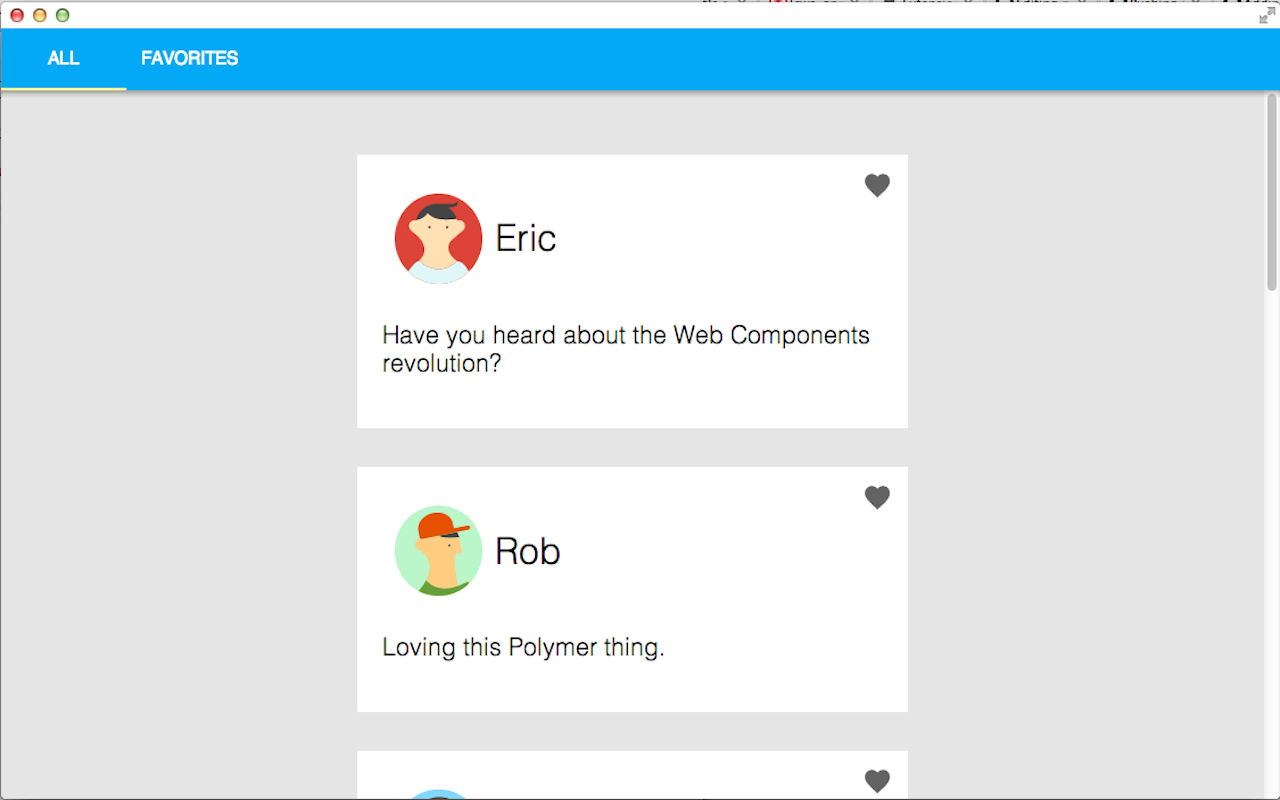 ALL FAVORITES
Eric
Have you heard about the Web Components
revolution?
Rob
Loving this Polymer thing.